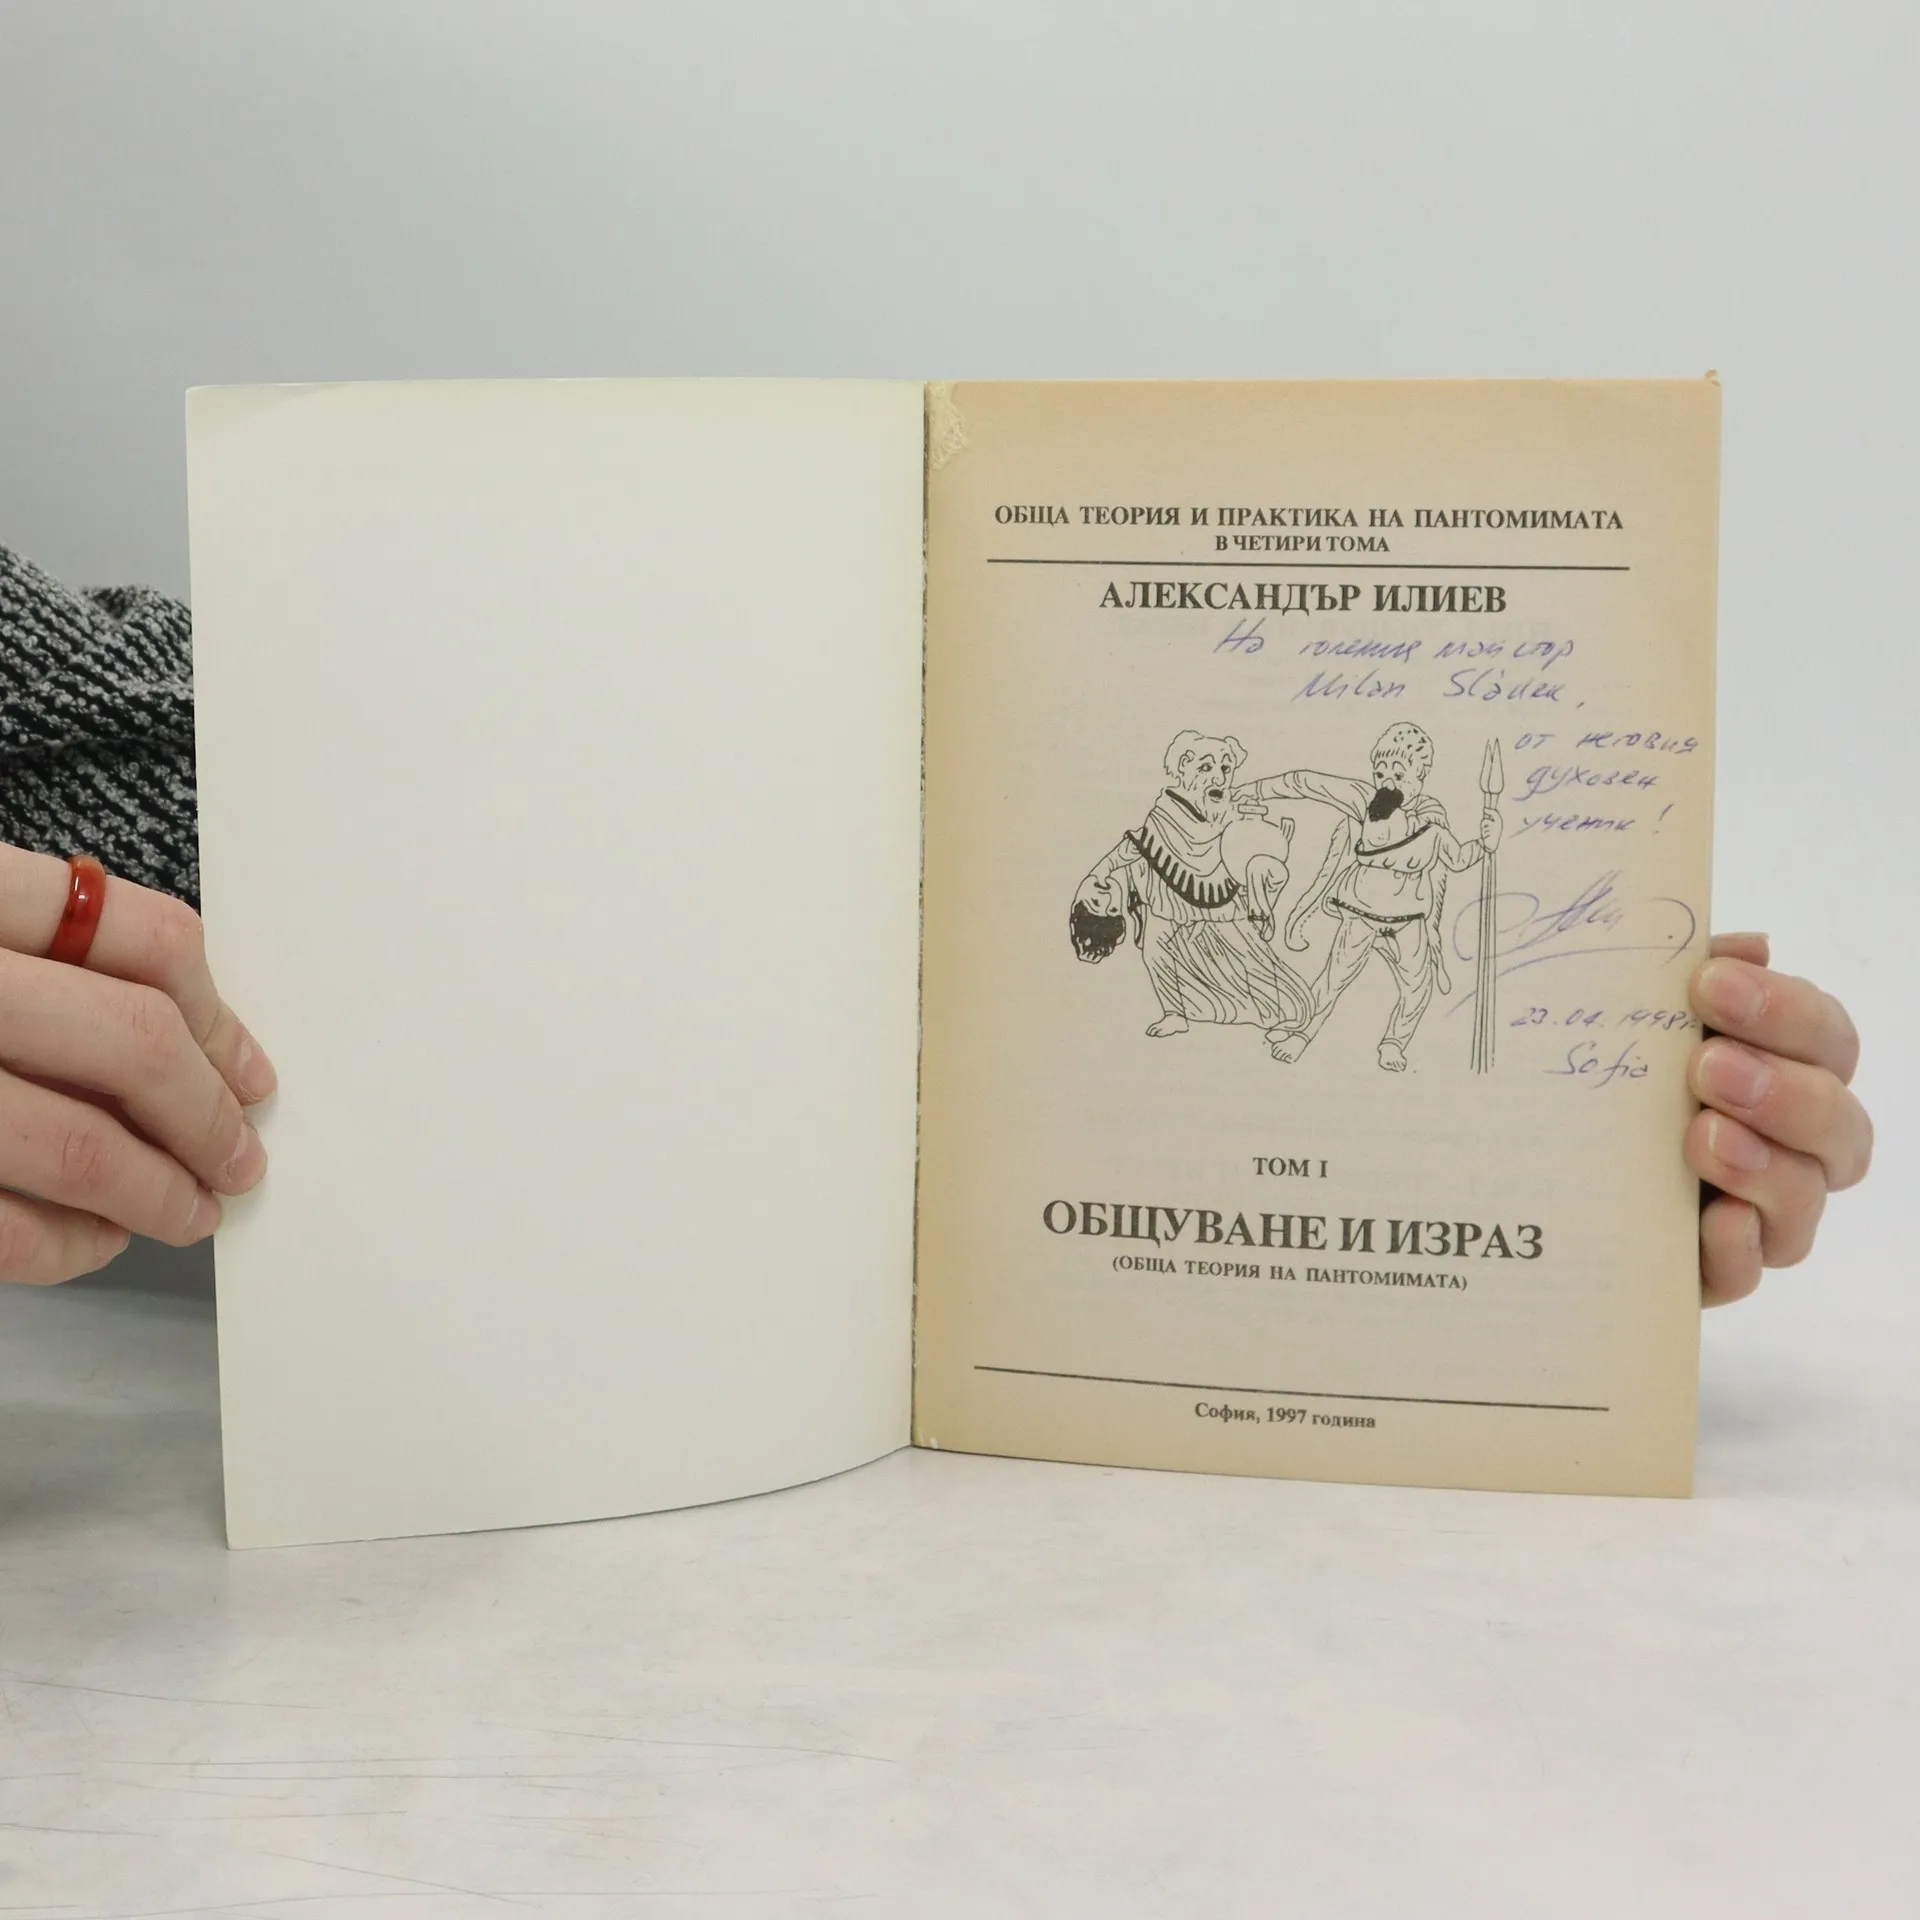 ОБЩА ТЕОРИЯ И ПРАКТИКА НА ПАНТОМИМАТА
В ЧЕТИРИ ТОМА
АЛЕКСАНДЪР ИЛИЕВ
На големия майстор
Milan Sládek,
от неговия
духовен
ученик!
23.04.1998г.
Sofia
ТОМ I
ОБЩУВАНЕ И ИЗРАЗ
(ОБЩА ТЕОРИЯ НА ПАНТОМИМАТА)
София, 1997 година